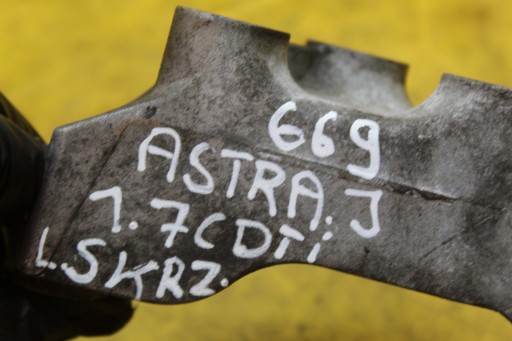 669
ASTRA. J
1.7CDTi
L.SKRZ.